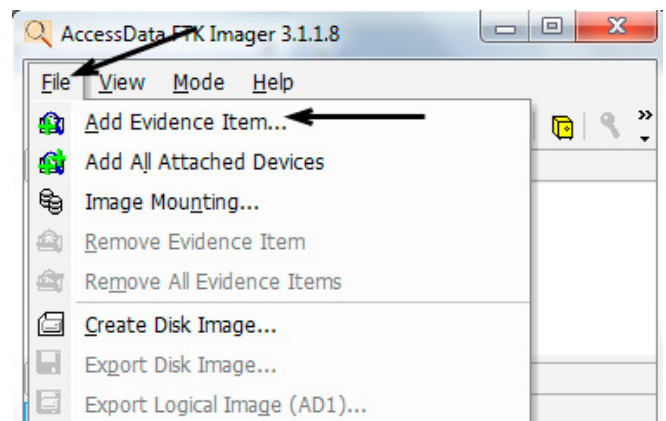 AccessData FTK Imager 3.1.1.8
File View Mode Help
Add Evidence Item...
Add All Attached Devices
Image Mounting...
Remove Evidence Item
Remove All Evidence Items
Create Disk Image...
Export Disk Image...
Export Logical Image (AD1)...